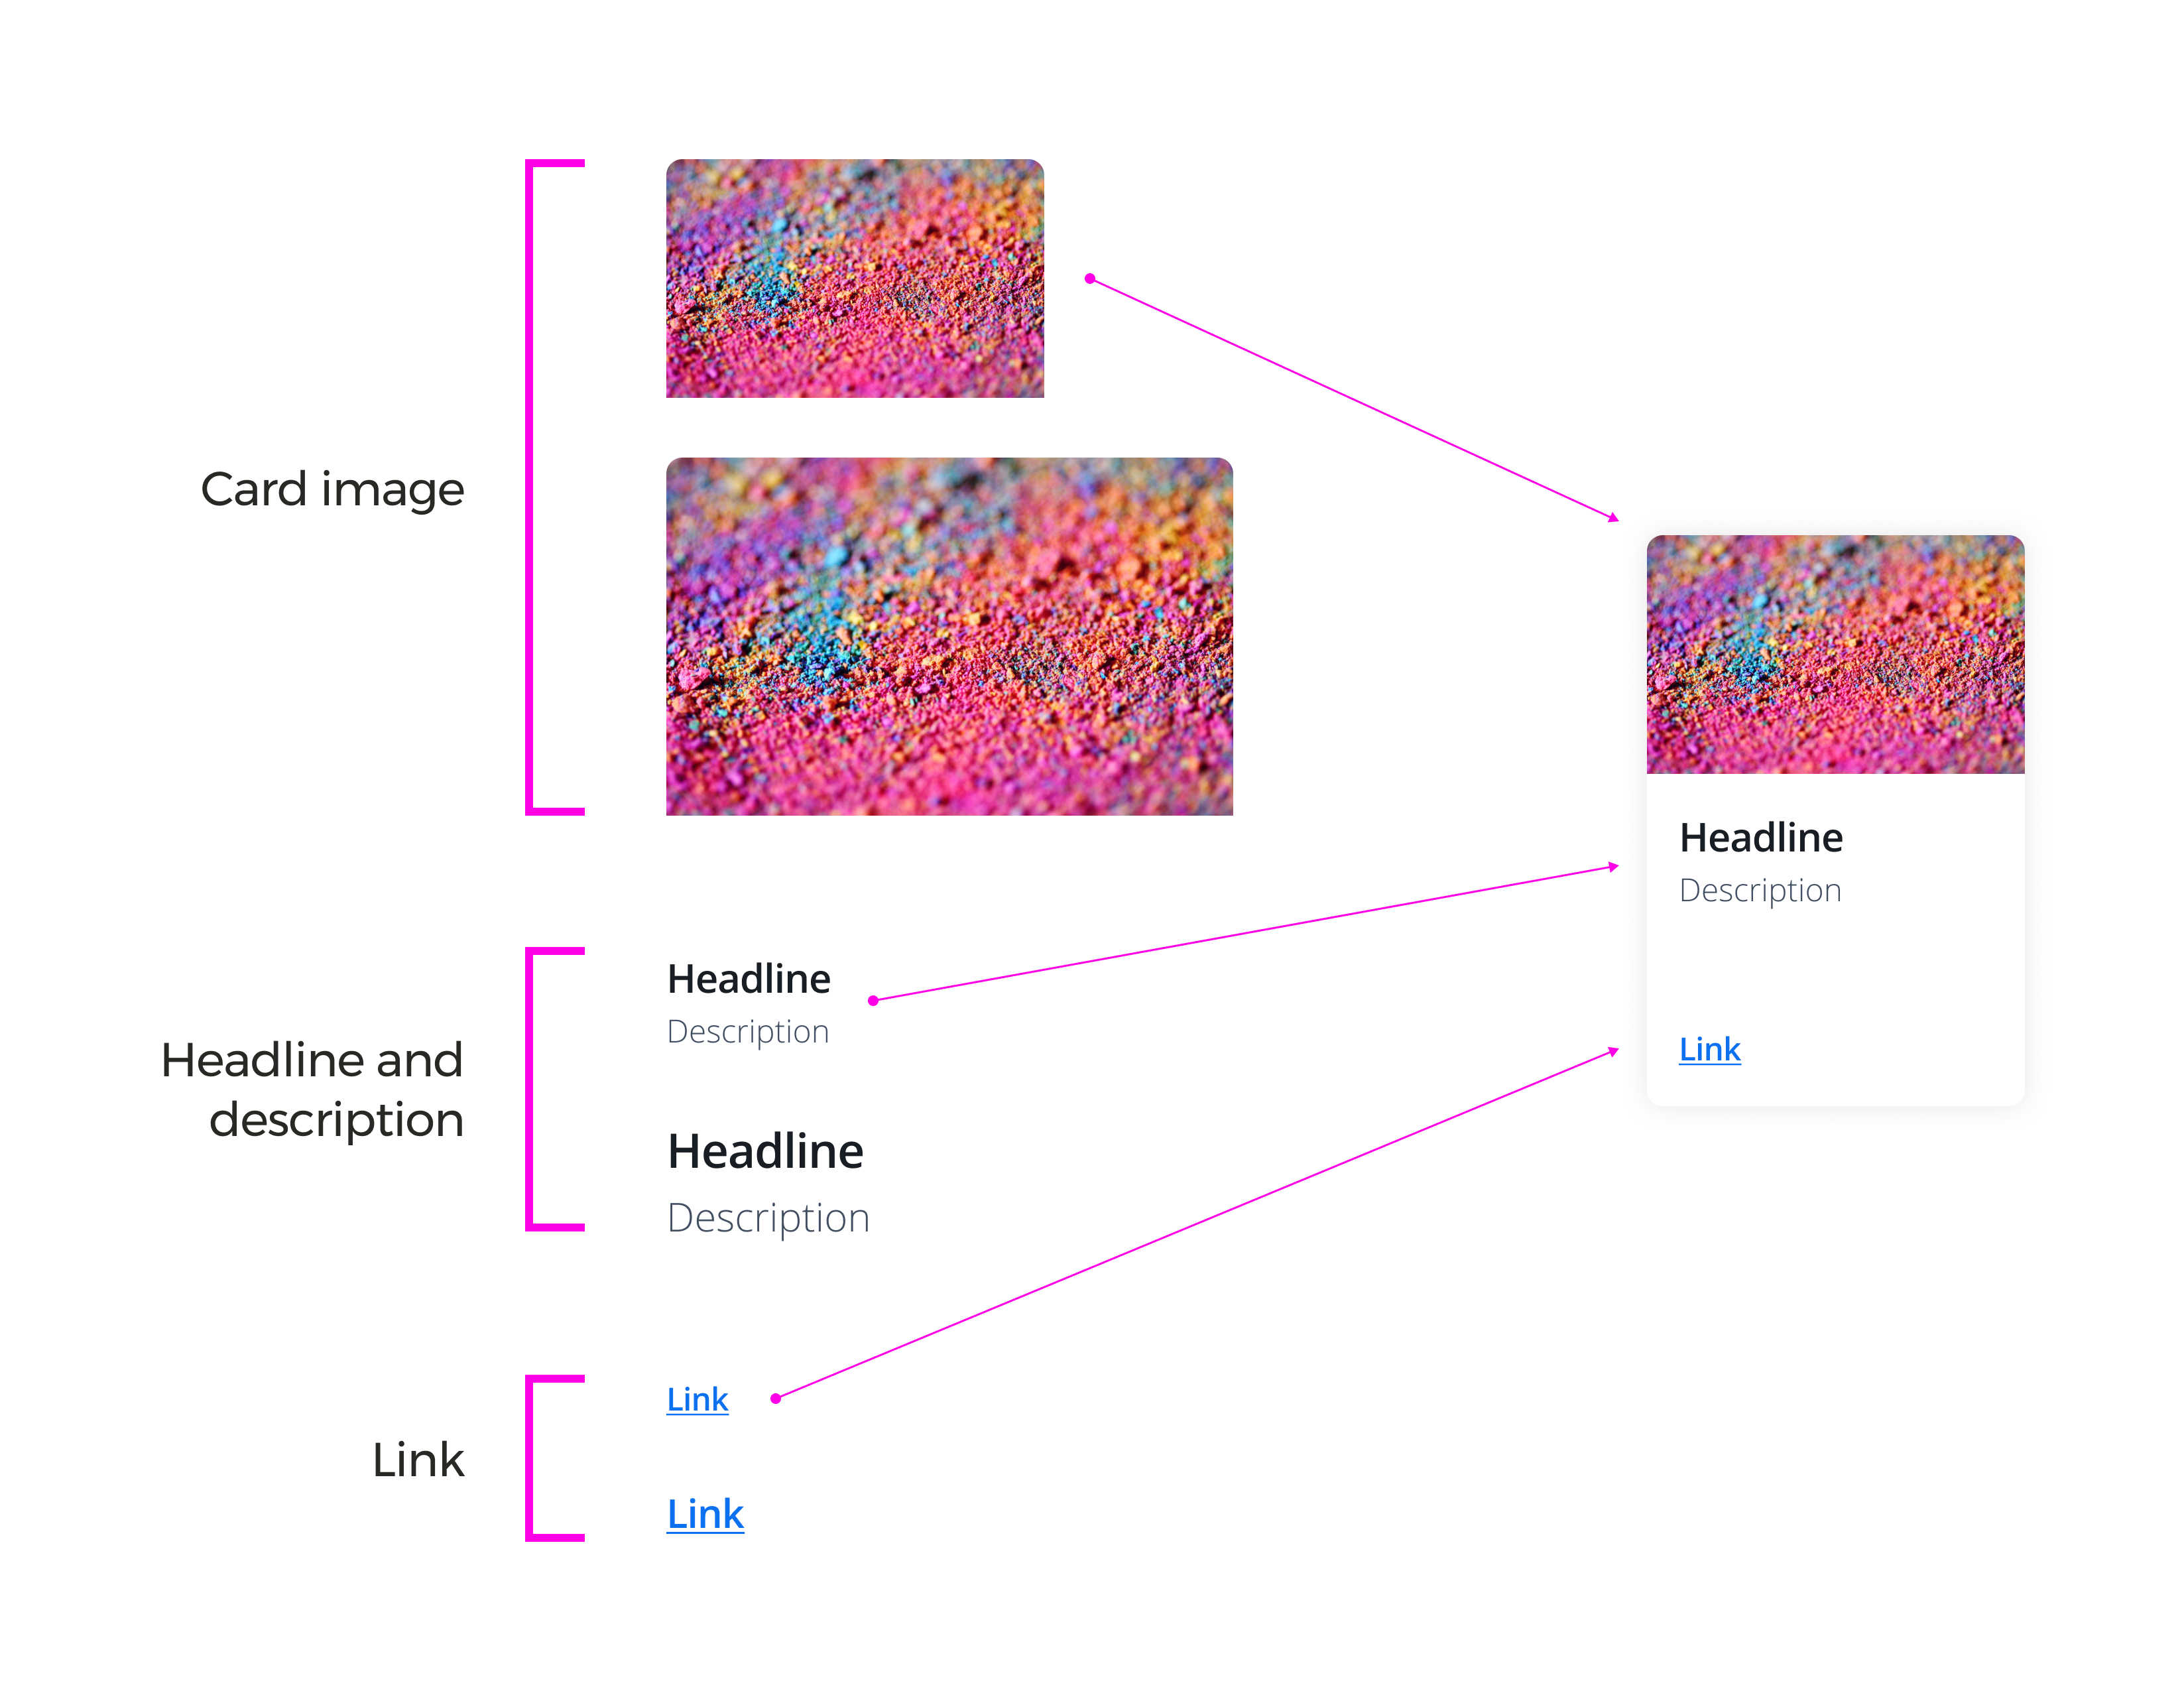 Card image
Headline and
description
Link
Headline
Description
Headline
Description
Link
Link
Headline
Description
Link